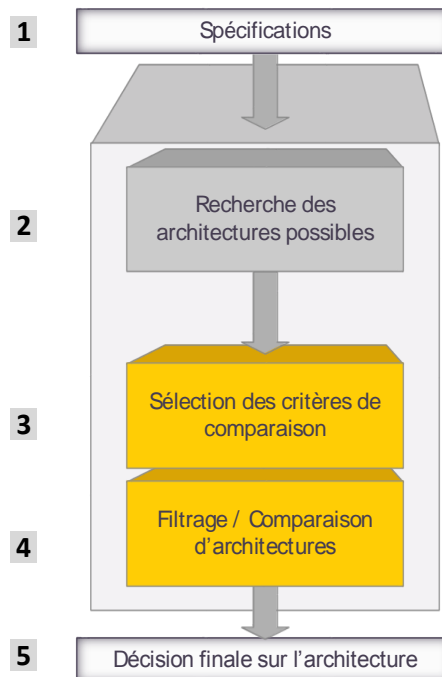 1
Spécifications
2
Recherche des
architectures possibles
3
Sélection des critères de
comparaison
4
Filtrage / Comparaison
d'architectures
5
Décision finale sur l'architecture